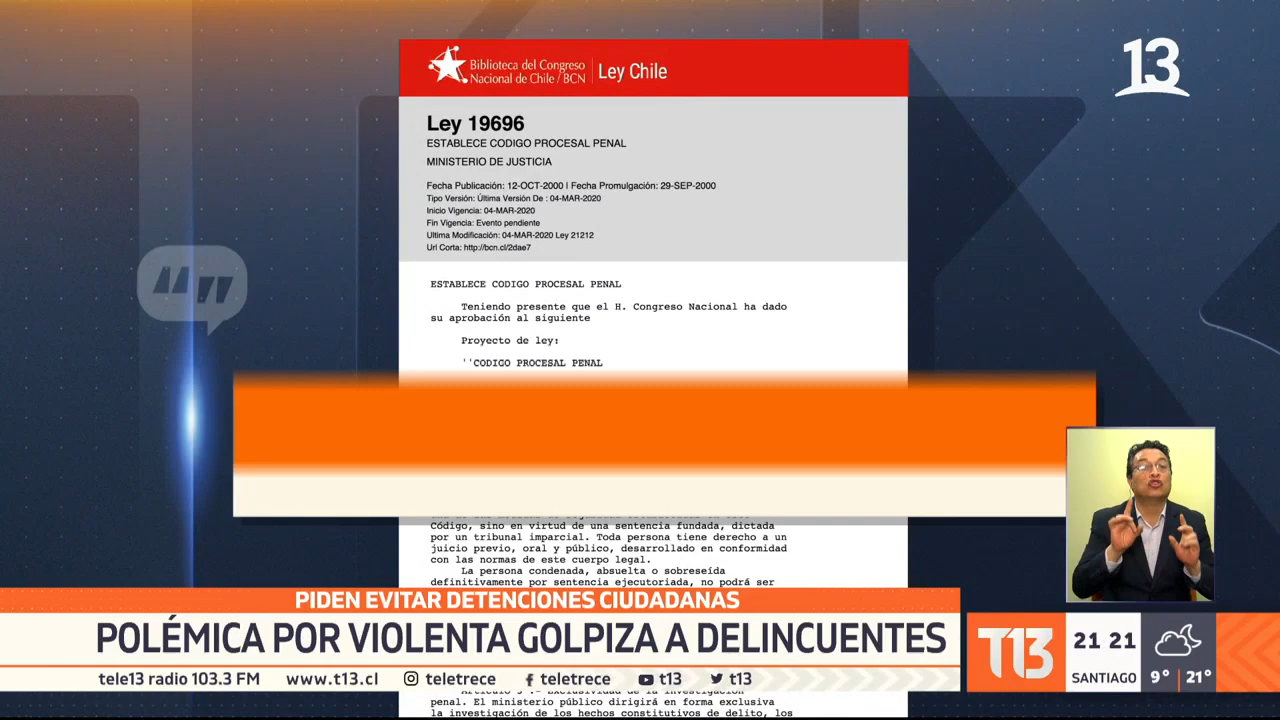 Biblioteca del Congreso
Nacional de Chile / BCN
Ley Chile
13
Ley 19696
ESTABLECE CODIGO PROCESAL PENAL
MINISTERIO DE JUSTICIA
Fecha Publicación: 12-OCT-2000 | Fecha Promulgación: 29-SEP-2000
Tipo Versión: Última Versión De : 04-MAR-2020
Inicio Vigencia: 04-MAR-2020
Fin Vigencia: Evento pendiente
Ultima Modificación: 04-MAR-2020 Ley 21212
Url Corta: http://bcn.cl/2dae7
ESTABLECE CODIGO PROCESAL PENAL
Teniendo presente que el H. Congreso Nacional ha dado
su aprobación al siguiente
Proyecto de ley:
''CODIGO PROCESAL PENAL
Código, sino en virtud de una sentencia fundada, dictada
por un tribunal imparcial. Toda persona tiene derecho a un
juicio previo, oral y público, desarrollado en conformidad
con las normas de este cuerpo legal.
La persona condenada, absuelta o sobreseída
definitivamente por sentencia ejecutoriada, no podrá ser
PIDEN EVITAR DETENCIONES CIUDADANAS
POLÉMICA POR VIOLENTA GOLPIZA A DELINCUENTES
tele13 radio 103.3 FM www.t13.cl teletrece teletrece t13 t13
T13
21 21
SANTIAGO
9° 21°
Artículo 3°.- Exclusividad de la investigación
penal. El ministerio público dirigirá en forma exclusiva
la investigación de los hechos constitutivos de delito, los